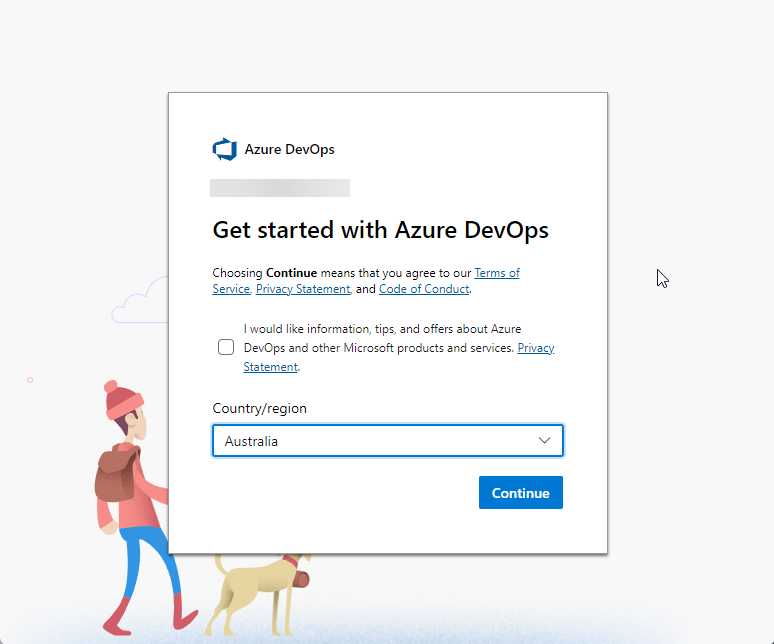 Azure DevOps
Get started with Azure DevOps
Choosing Continue means that you agree to our Terms of
Service, Privacy Statement, and Code of Conduct.
I would like information, tips, and offers about Azure
DevOps and other Microsoft products and services. Privacy
Statement.
Country/region
Australia
Continue